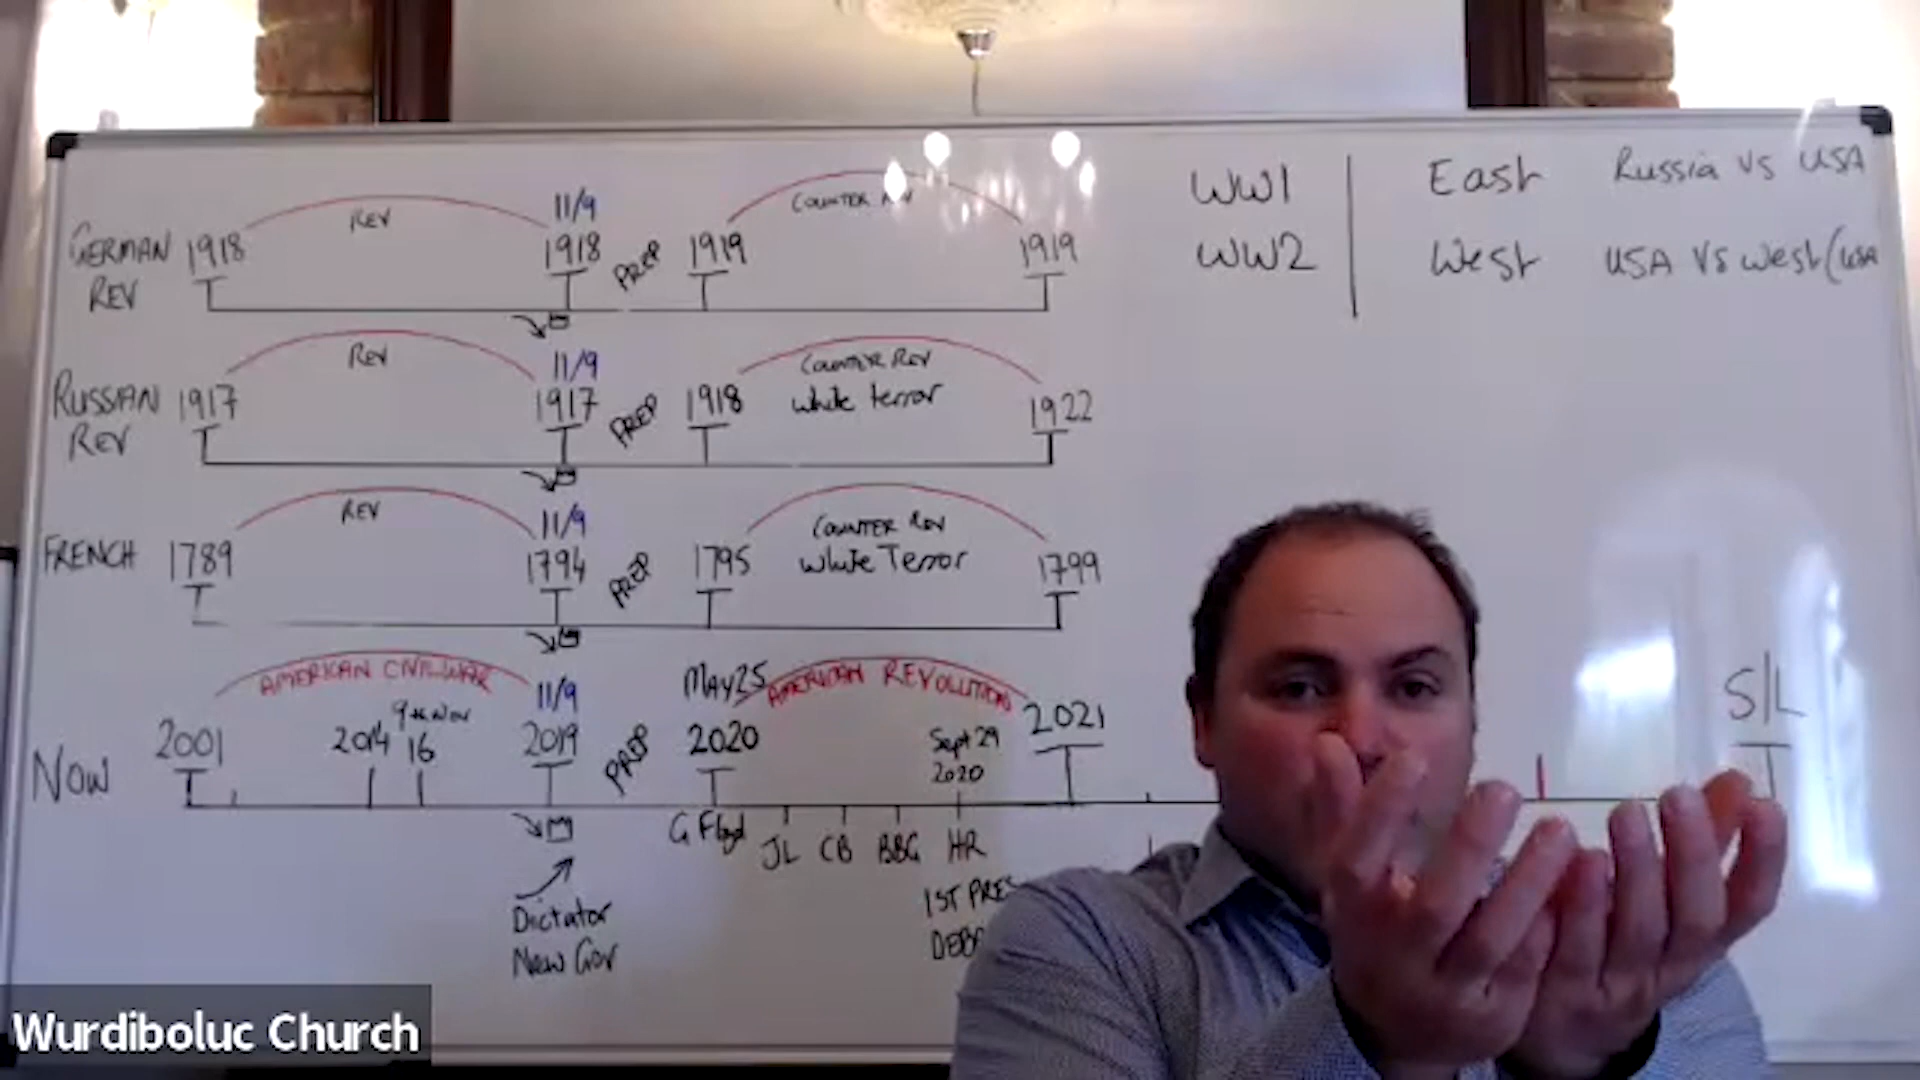 GERMAN REV
1918
REV
11/9
1918
PREP
1919
COUNTER REV
1919
WW1
East
Russia vs USA
WW2
West
USA vs West (USA
RUSSIAN REV
1917
REV
11/9
1917
PREP
1918
COUNTER REV
white terror
1922
FRENCH
1789
REV
11/9
1794
PREP
1795
COUNTER REV
white Terror
1799
NOW
2001
AMERICAN CIVIL WAR
2014
9th Nov
16
11/9
2019
PREP
MAY 25
2020
AMERICAN REVOLUTION
Sept 29
2020
2021
S/L
G Floyd
JL
CB
BBG
HR
1ST PRES
DEB
Dictator
New Gov
Wurdiboluc Church